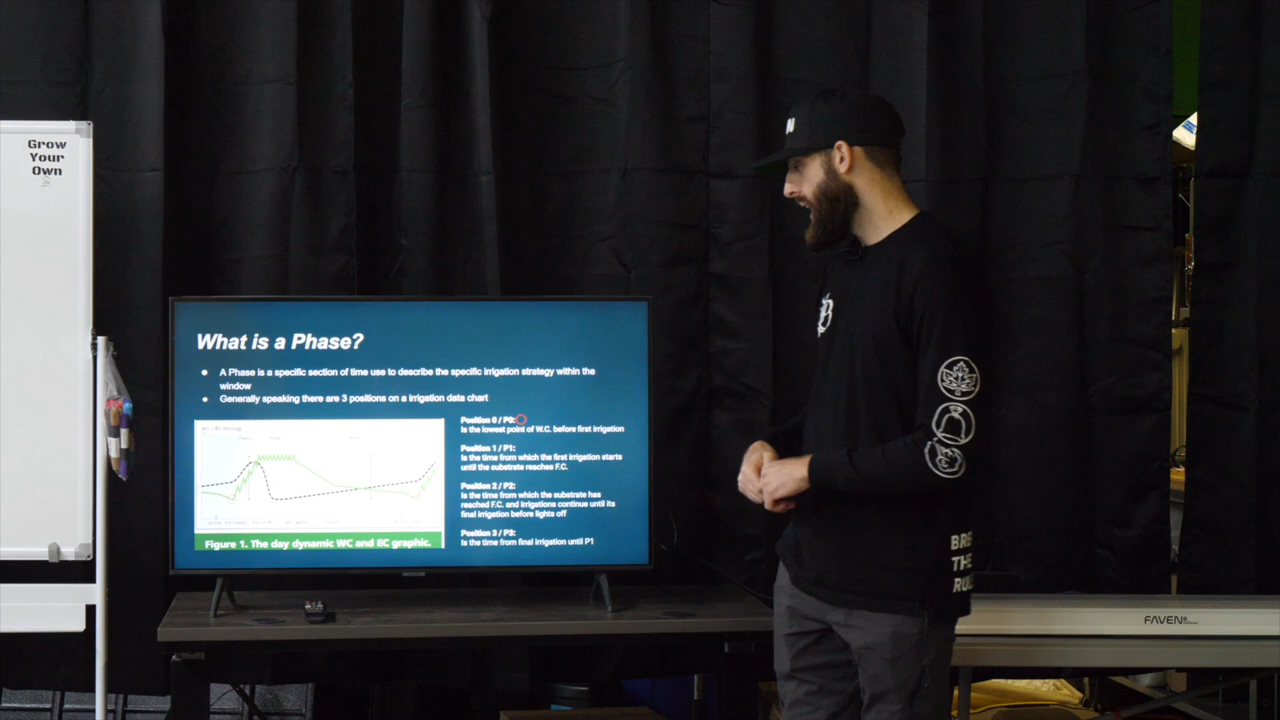 Grow
Your
Own
What is a Phase?
A Phase is a specific section of time use to describe the specific irrigation strategy within the
window
Generally speaking there are 3 positions on a irrigation data chart
Position 0 / P0:
Is the lowest point of W.C. before first irrigation
Position 1 / P1:
Is the time from which the first irrigation starts
until the substrate reaches F.C.
Position 2 / P2:
Is the time from which the substrate has
reached F.C. and irrigations continue until its
final irrigation before lights off
Position 3 / P3:
Is the time from final irrigation until P1
Figure 1. The day dynamic WC and EC graphic.
B
BRE
THE
RUL
FAVEN